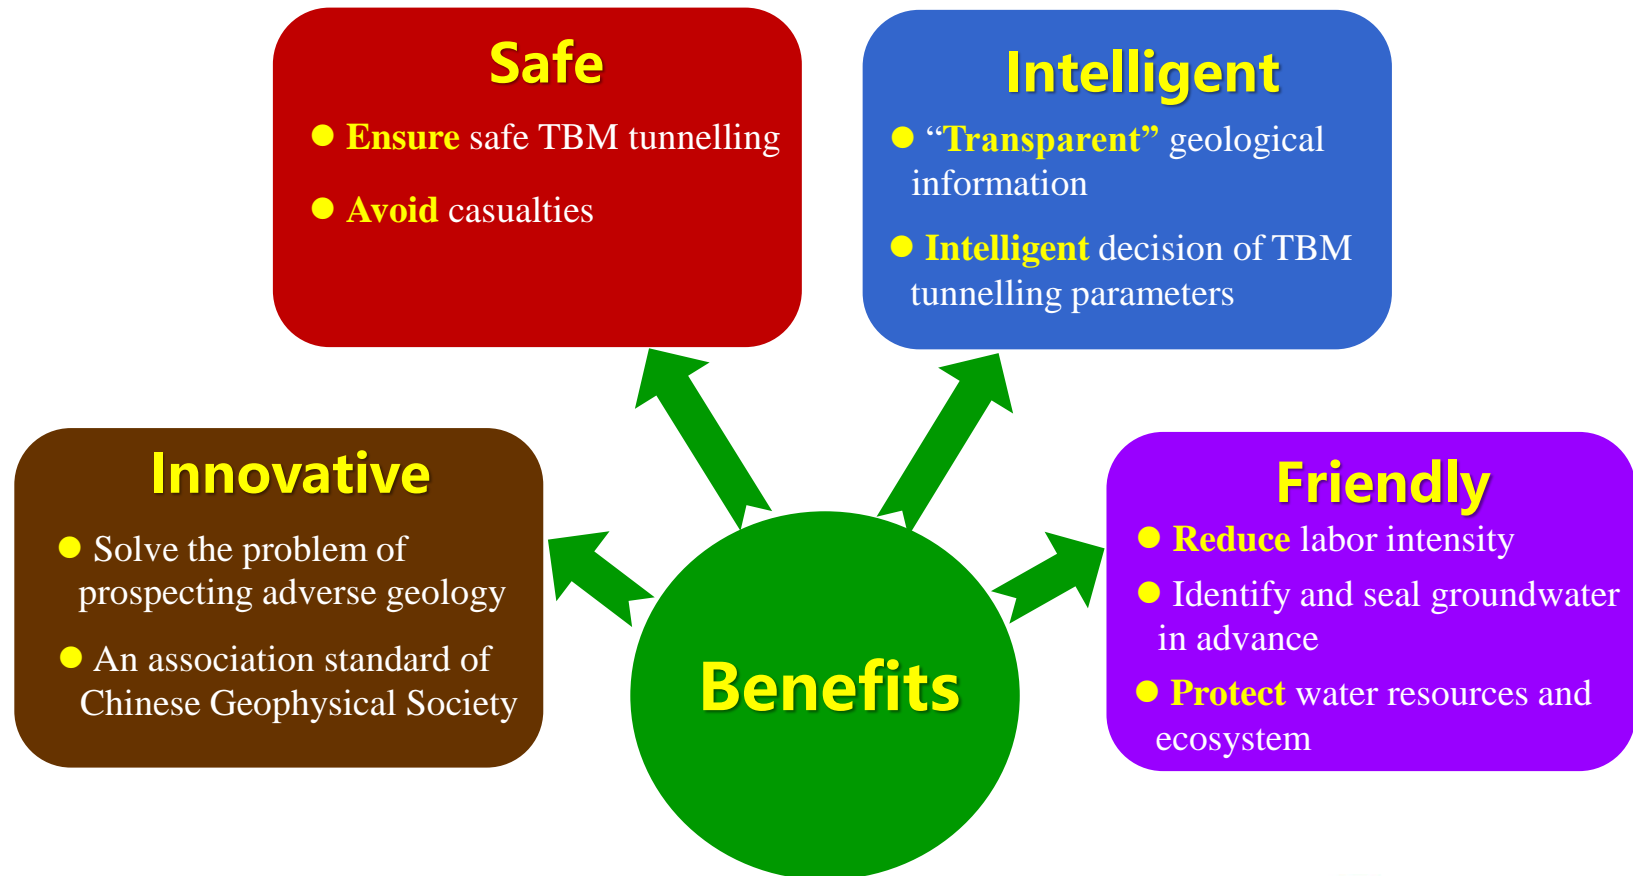 Safe
● Ensure safe TBM tunnelling
● Avoid casualties
Intelligent
● “Transparent” geological
information
● Intelligent decision of TBM
tunnelling parameters
Innovative
● Solve the problem of
prospecting adverse geology
● An association standard of
Chinese Geophysical Society
Friendly
● Reduce labor intensity
● Identify and seal groundwater
in advance
● Protect water resources and
ecosystem
Benefits